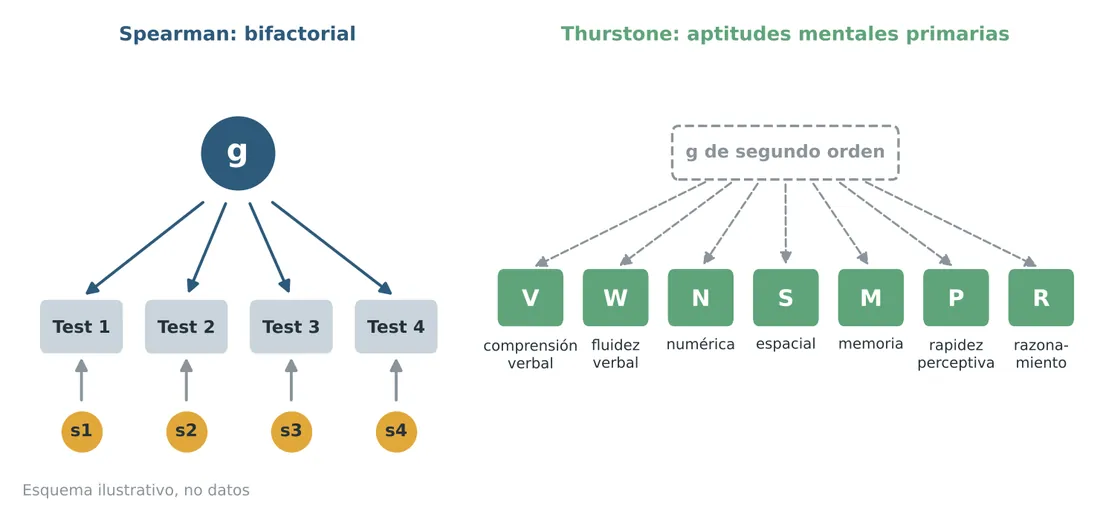 Spearman: bifactorial
g
Test 1
Test 2
Test 3
Test 4
s1
s2
s3
s4
Thurstone: aptitudes mentales primarias
g de segundo orden
V
W
N
S
M
P
R
comprensión
verbal
fluidez
verbal
numérica
espacial
memoria
rapidez
perceptiva
razona-
miento
Esquema ilustrativo, no datos